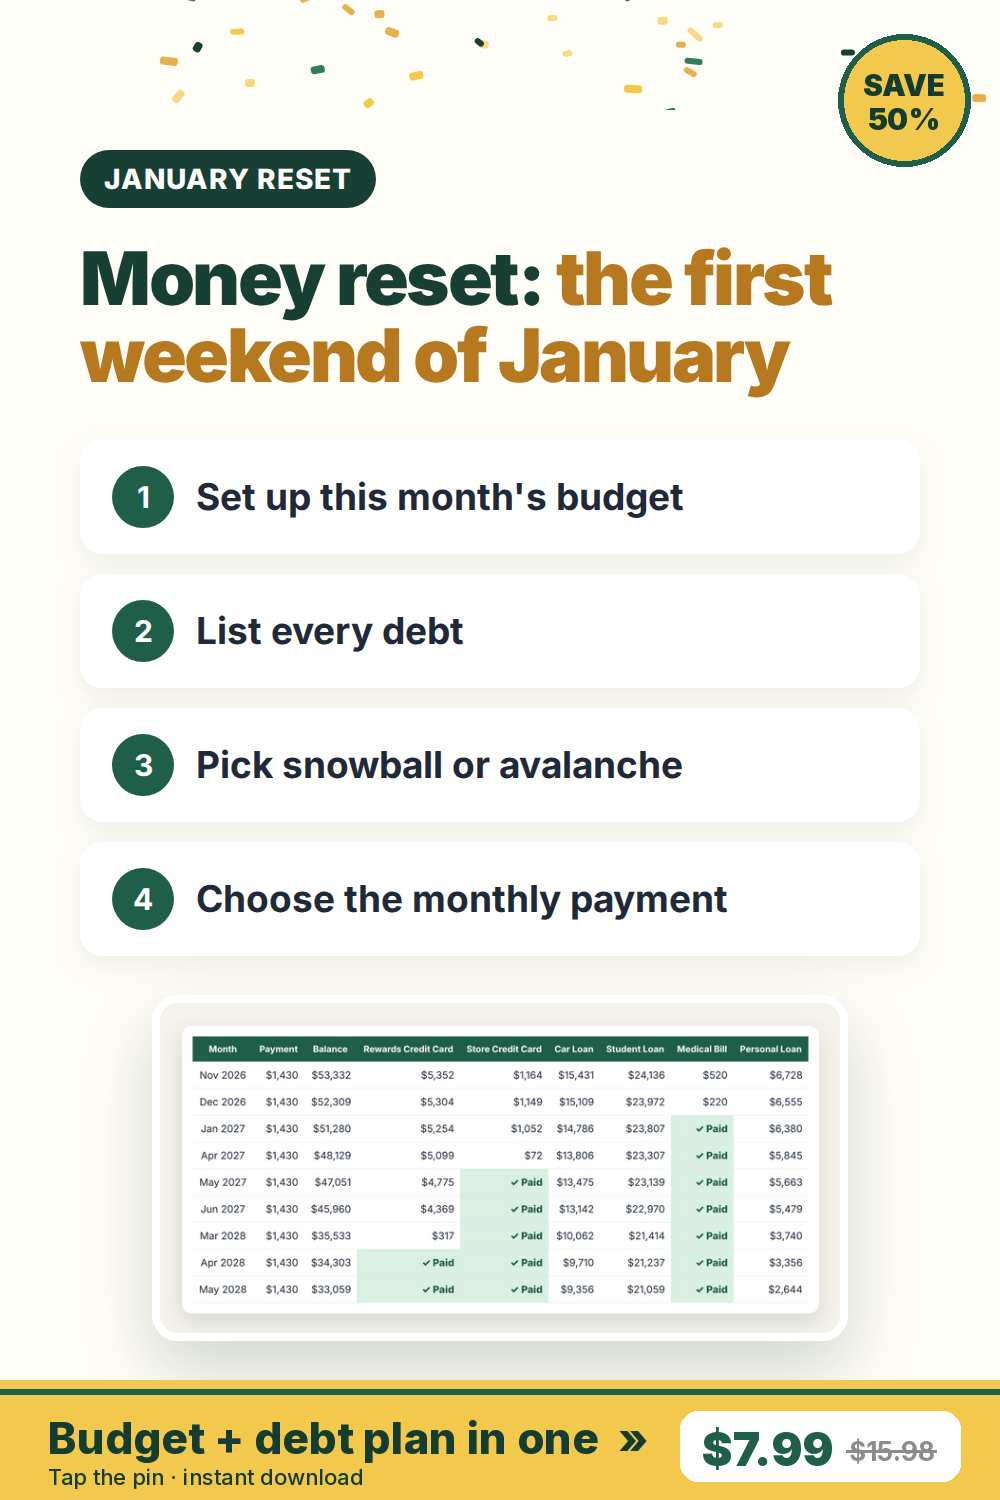 SAVE
50%
JANUARY RESET
Money reset: the first
weekend of January
1 Set up this month's budget
2 List every debt
3 Pick snowball or avalanche
4 Choose the monthly payment
Month Payment Balance Rewards Credit Card Store Credit Card Car Loan Student Loan Medical Bill Personal Loan
Nov 2026 $1,430 $53,332 $5,352 $1,164 $15,431 $24,136 $520 $6,728
Dec 2026 $1,430 $52,309 $5,304 $1,149 $15,109 $23,972 $220 $6,555
Jan 2027 $1,430 $51,280 $5,254 $1,052 $14,786 $23,807 ✓ Paid $6,380
Apr 2027 $1,430 $48,129 $5,099 $72 $13,806 $23,307 ✓ Paid $5,845
May 2027 $1,430 $47,051 $4,775 ✓ Paid $13,475 $23,139 ✓ Paid $5,663
Jun 2027 $1,430 $45,960 $4,369 ✓ Paid $13,142 $22,970 ✓ Paid $5,479
Mar 2028 $1,430 $35,533 $317 ✓ Paid $10,062 $21,414 ✓ Paid $3,740
Apr 2028 $1,430 $34,303 ✓ Paid ✓ Paid $9,710 $21,237 ✓ Paid $3,356
May 2028 $1,430 $33,059 ✓ Paid ✓ Paid $9,356 $21,059 ✓ Paid $2,644
Budget + debt plan in one »
Tap the pin · instant download
$7.99 $15.98